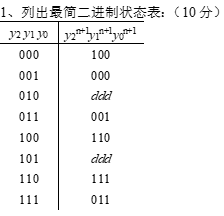 1、列出最简二进制状态表：（10 分）
y₂ y₁ y₀ y₂ⁿ⁺¹y₁ⁿ⁺¹y₀ⁿ⁺¹
000 100
001 000
010 ddd
011 001
100 110
101 ddd
110 111
111 011